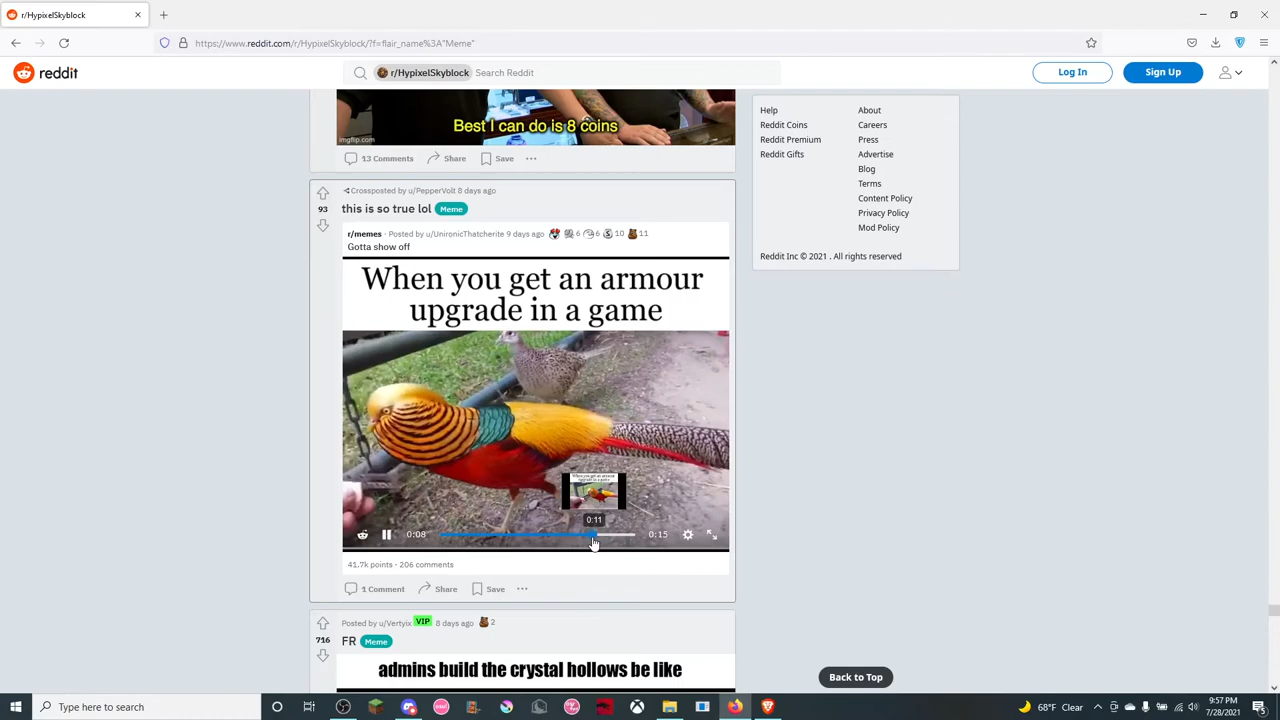 r/HypixelSkyblock
https://www.reddit.com/r/HypixelSkyblock/?f=flair_name%3A"Meme"
reddit
r/HypixelSkyblock Search Reddit
Log In
Sign Up
Best I can do is 8 coins
imgflip.com
13 Comments Share Save
Help About
Reddit Coins Careers
Reddit Premium Press
Reddit Gifts Advertise
Blog
Terms
Content Policy
Privacy Policy
Mod Policy
Reddit Inc © 2021 . All rights reserved
Crossposted by u/PepperVolt 8 days ago
93
this is so true lol Meme
r/memes · Posted by u/UnironicThatcherite 9 days ago 6 6 10 11
Gotta show off
When you get an armour
upgrade in a game
0:11
0:08 0:15
41.7k points · 206 comments
1 Comment Share Save
Posted by u/Vertyix VIP 8 days ago 2
716
FR Meme
admins build the crystal hollows be like
Back to Top
Type here to search
osu!
68°F Clear
9:57 PM
7/28/2021
5